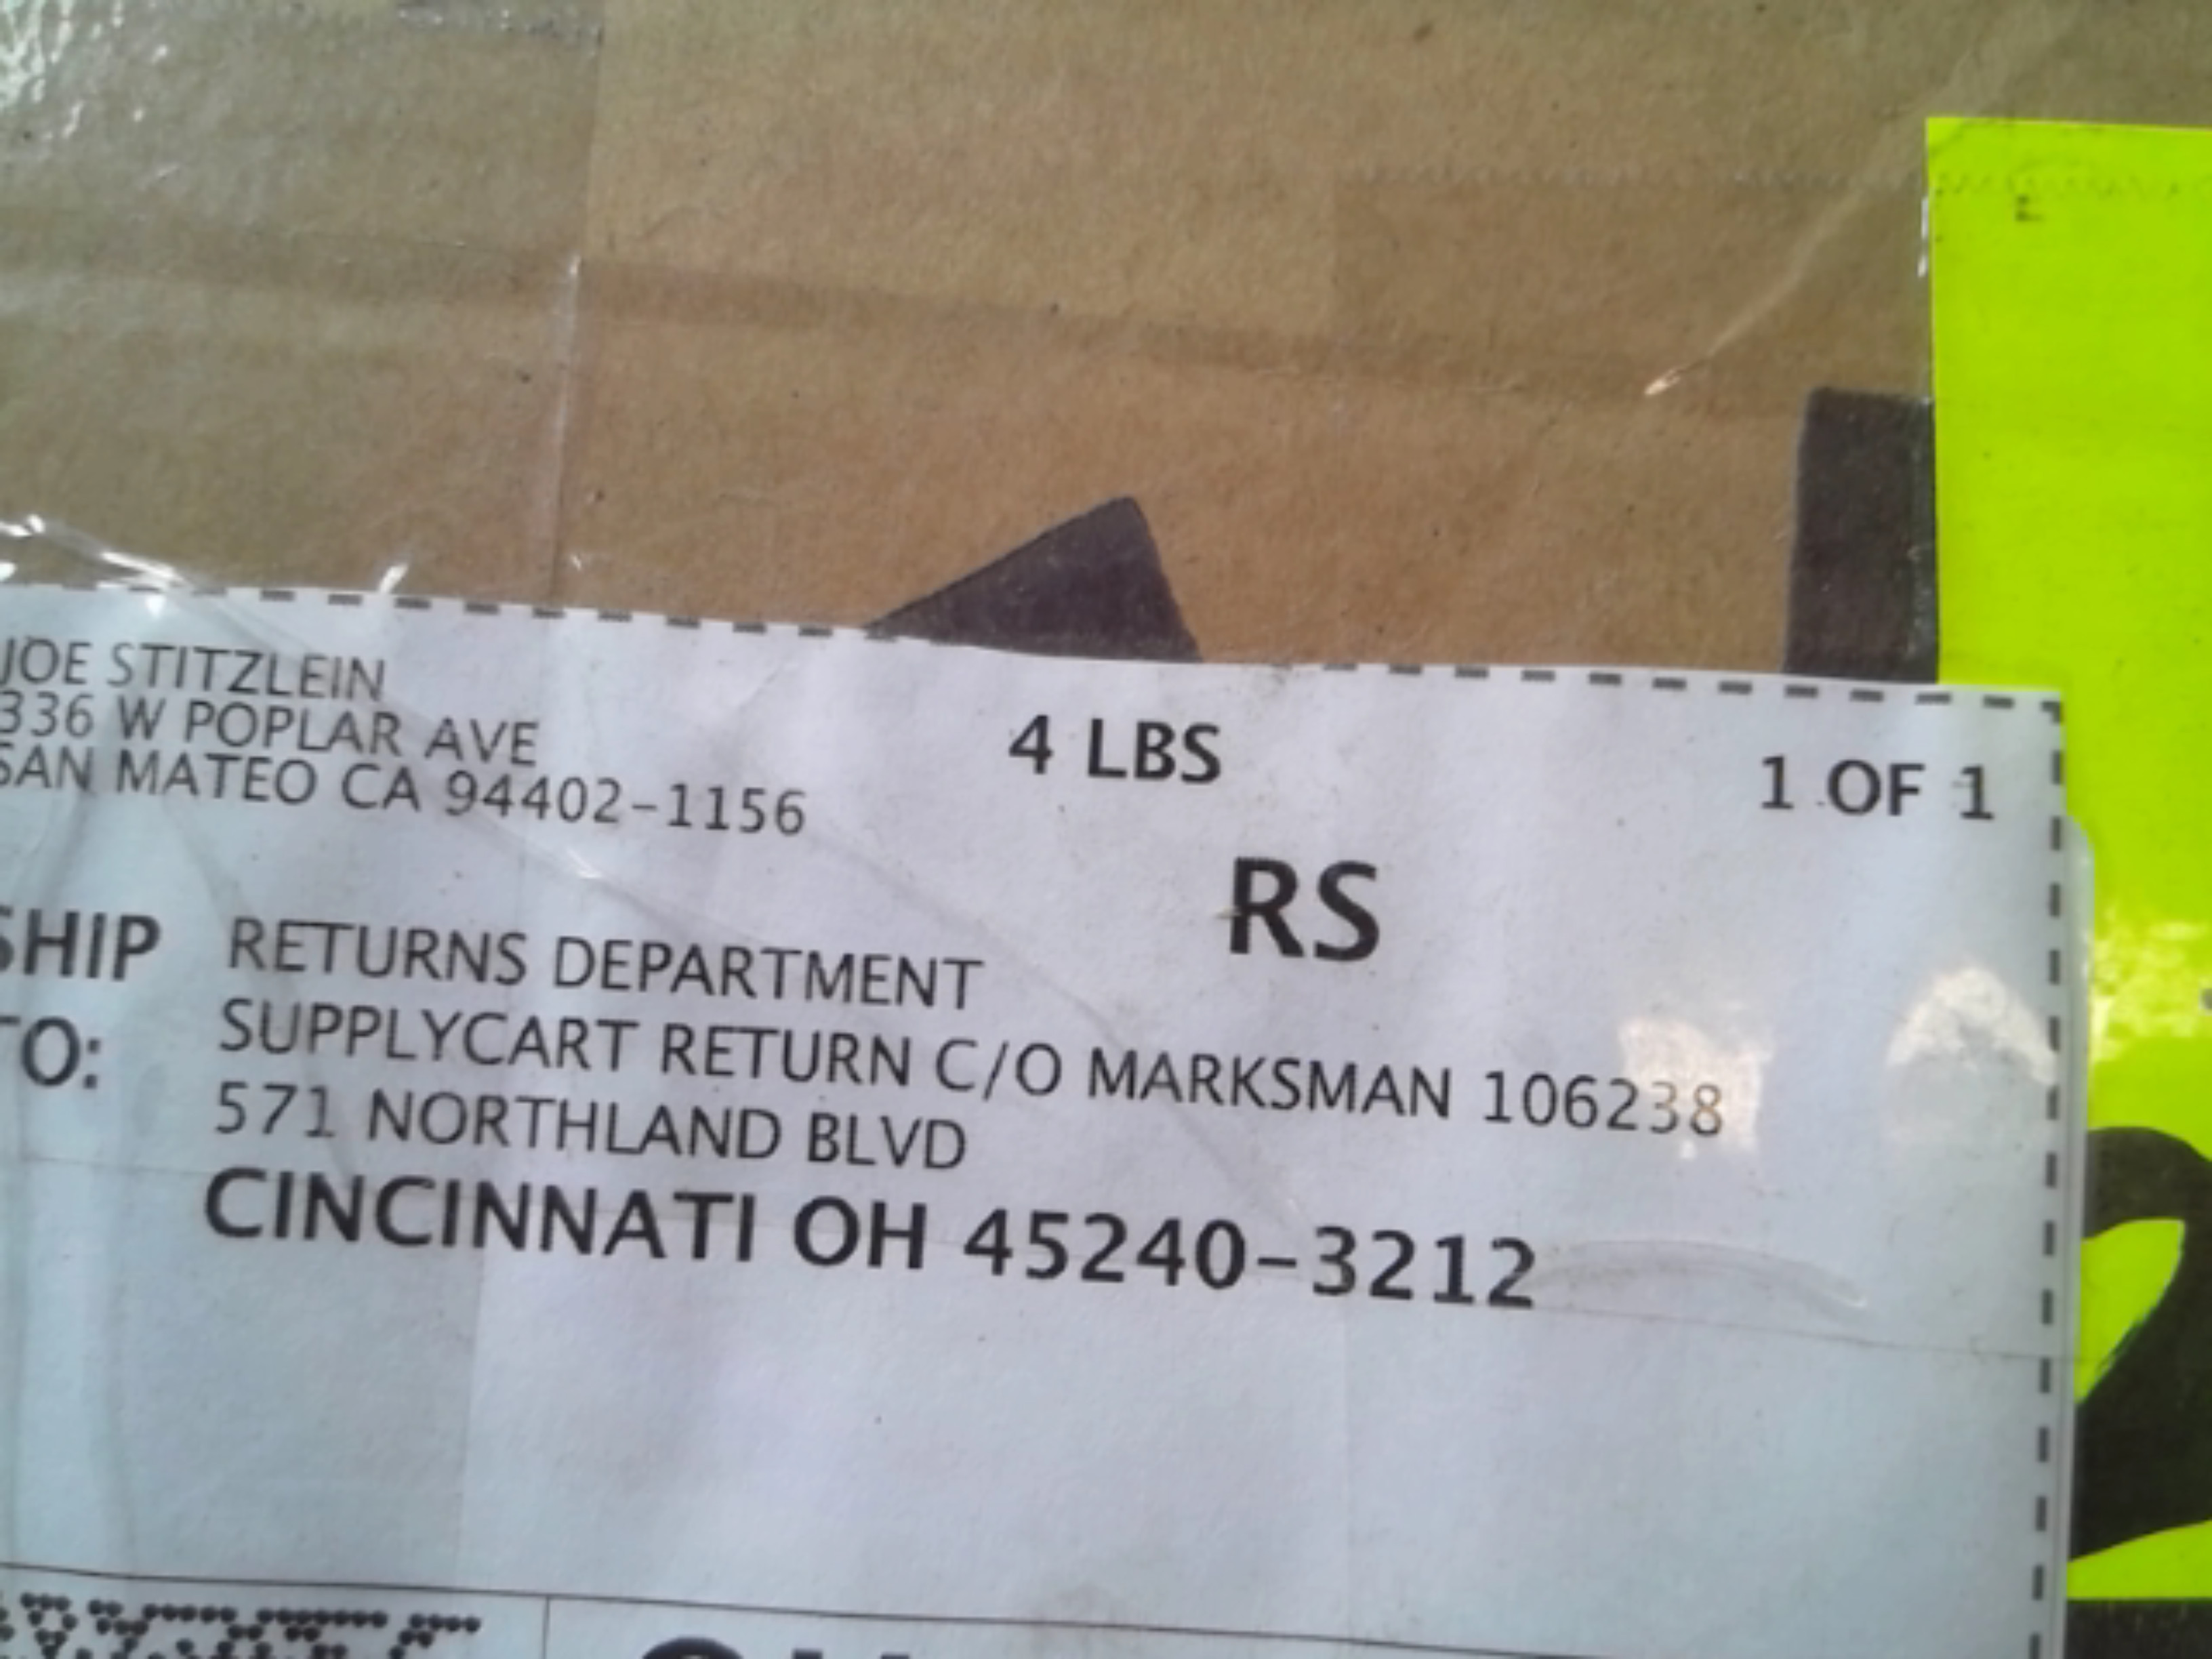 JOE STITZLEIN
336 W POPLAR AVE
SAN MATEO CA 94402-1156
4 LBS
1 OF 1
RS
SHIP TO:
RETURNS DEPARTMENT
SUPPLYCART RETURN C/O MARKSMAN 106238
571 NORTHLAND BLVD
CINCINNATI OH 45240-3212